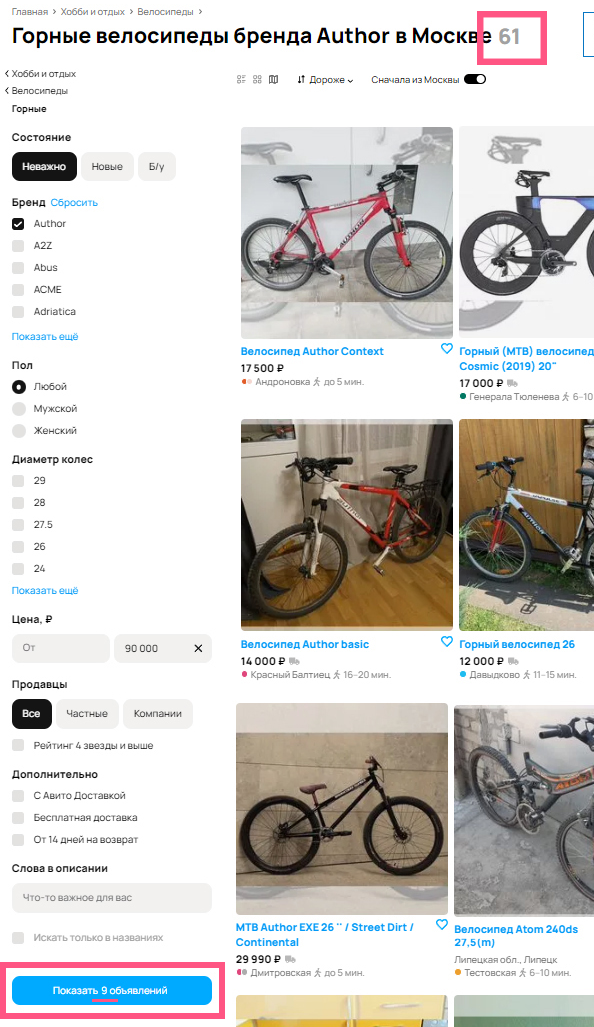 Главная > Хобби и отдых > Велосипеды >
Горные велосипеды бренда Author в Москве 61
Хобби и отдых
Велосипеды
Горные
Дороже
Сначала из Москвы
Состояние
Неважно Новые Б/у
Бренд Сбросить
Author
A2Z
Abus
ACME
Adriatica
Показать ещё
Пол
Любой
Мужской
Женский
Диаметр колес
29
28
27.5
26
24
Показать ещё
Цена, ₽
От 90 000
Продавцы
Все Частные Компании
Рейтинг 4 звезды и выше
Дополнительно
С Авито Доставкой
Бесплатная доставка
От 14 дней на возврат
Слова в описании
Что-то важное для вас
Искать только в названиях
Показать 9 объявлений
Велосипед Author Context
17 500 ₽
Андроновка до 5 мин.
Горный (MTB) велосипед
Cosmic (2019) 20"
17 000 ₽
Генерала Тюленева 6–10
Велосипед Author basic
14 000 ₽
Красный Балтиец 16–20 мин.
Горный велосипед 26
12 000 ₽
Давыдково 11–15 мин.
MTB Author EXE 26 '' / Street Dirt /
Continental
29 990 ₽
Дмитровская до 5 мин.
Велосипед Atom 240ds
27,5(m)
Липецкая обл., Липецк
Тестовская 6–10 мин.